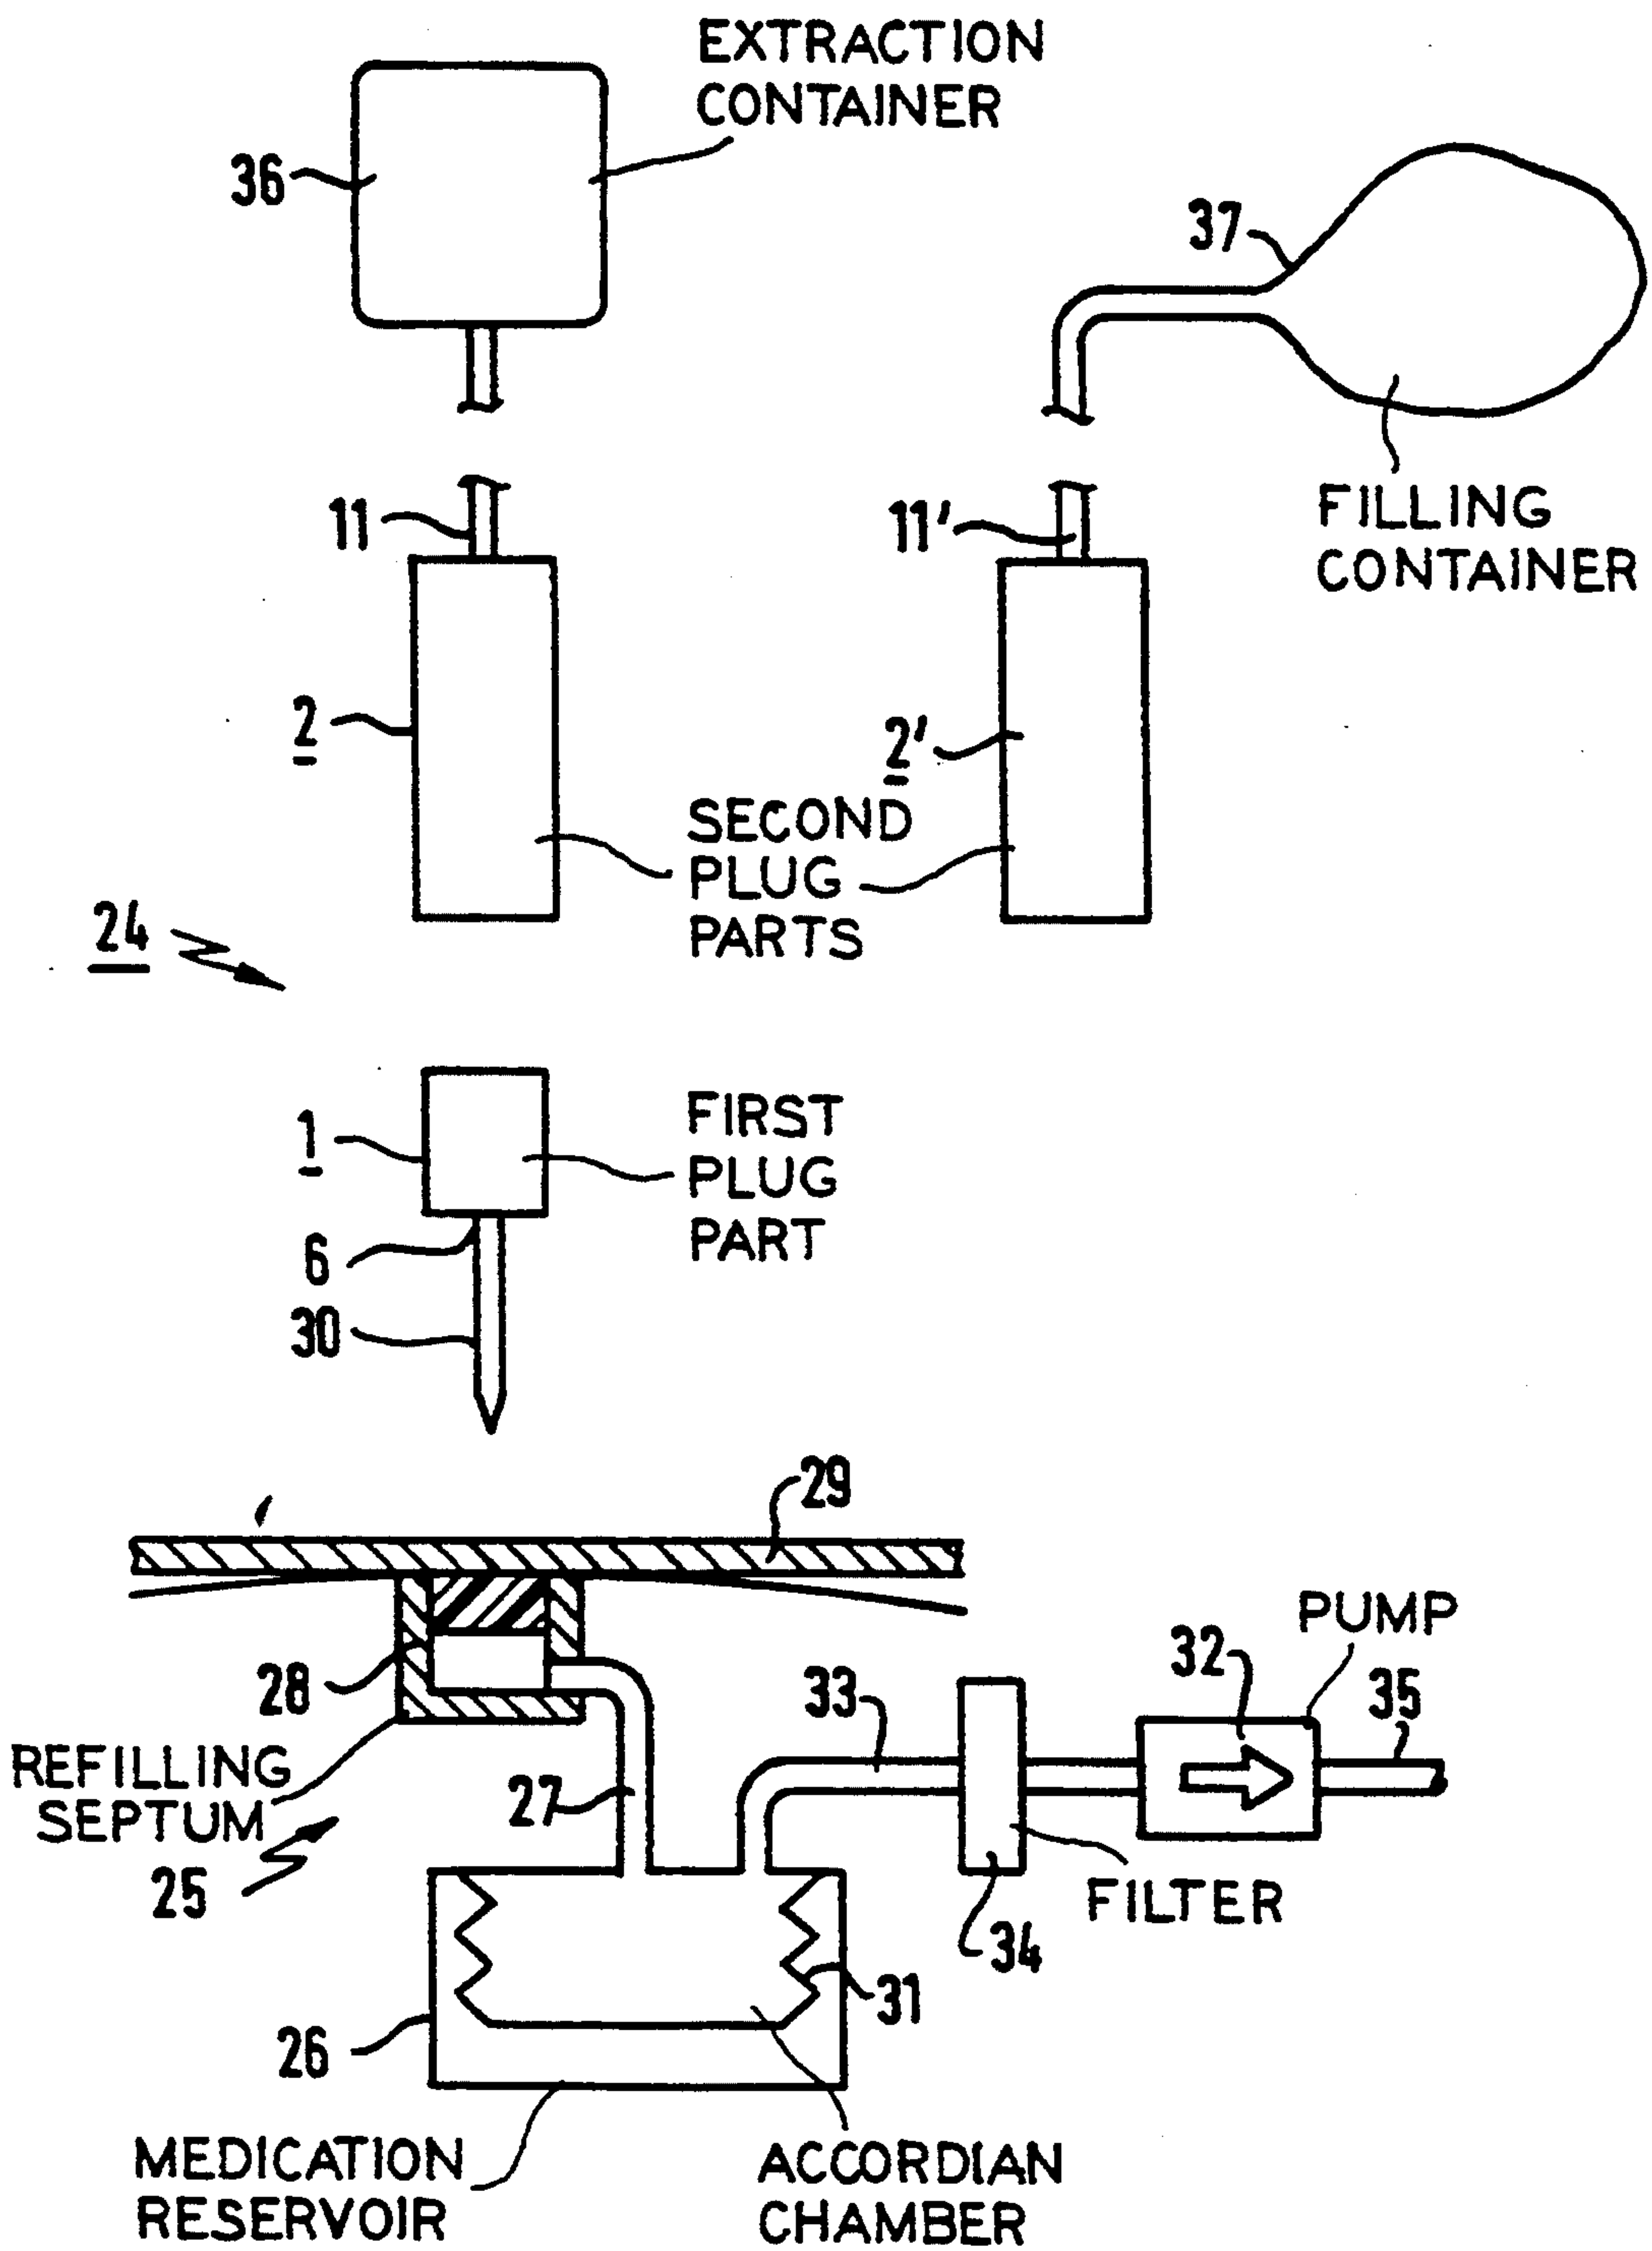 EXTRACTION
CONTAINER
36
37
11
11'
FILLING
CONTAINER
2
2'
SECOND
PLUG
PARTS
24
1
FIRST
PLUG
PART
6
30
29
28
PUMP
32
35
33
REFILLING
SEPTUM
27
25
FILTER
34
31
26
MEDICATION
RESERVOIR
ACCORDIAN
CHAMBER